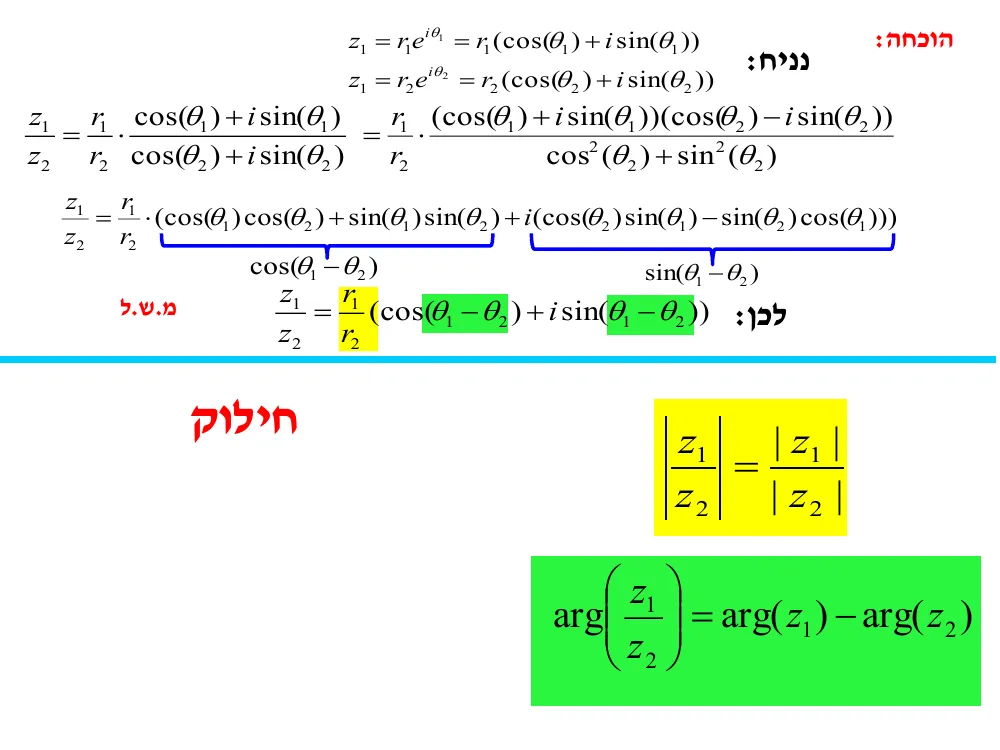 הוכחה:
נניח:
z₁ = r₁e^{iθ₁} = r₁(cos(θ₁) + i sin(θ₁))
z₁ = r₂e^{iθ₂} = r₂(cos(θ₂) + i sin(θ₂))
z₁/z₂ = r₁/r₂ · (cos(θ₁) + i sin(θ₁))/(cos(θ₂) + i sin(θ₂)) = r₁/r₂ · ((cos(θ₁) + i sin(θ₁))(cos(θ₂) − i sin(θ₂)))/(cos²(θ₂) + sin²(θ₂))
z₁/z₂ = r₁/r₂ · (cos(θ₁)cos(θ₂) + sin(θ₁)sin(θ₂) + i(cos(θ₂)sin(θ₁) − sin(θ₂)cos(θ₁)))
cos(θ₁ − θ₂) sin(θ₁ − θ₂)
לכן: z₁/z₂ = r₁/r₂ (cos(θ₁ − θ₂) + i sin(θ₁ − θ₂)) מ.ש.ל
חילוק
|z₁/z₂| = |z₁|/|z₂|
arg(z₁/z₂) = arg(z₁) − arg(z₂)